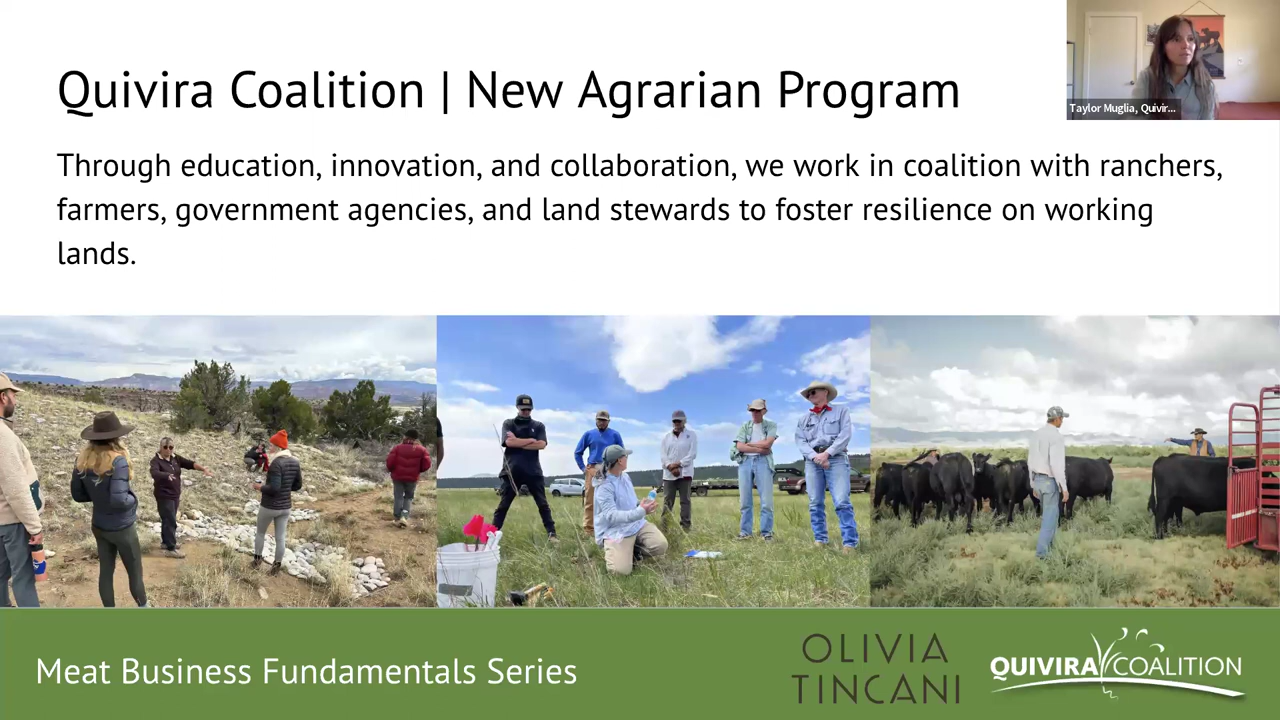 Quivira Coalition | New Agrarian Program
Taylor Muglia, Quivir...
Through education, innovation, and collaboration, we work in coalition with ranchers,
farmers, government agencies, and land stewards to foster resilience on working
lands.
Meat Business Fundamentals Series
OLIVIA
TINCANI
QUIVIRA COALITION